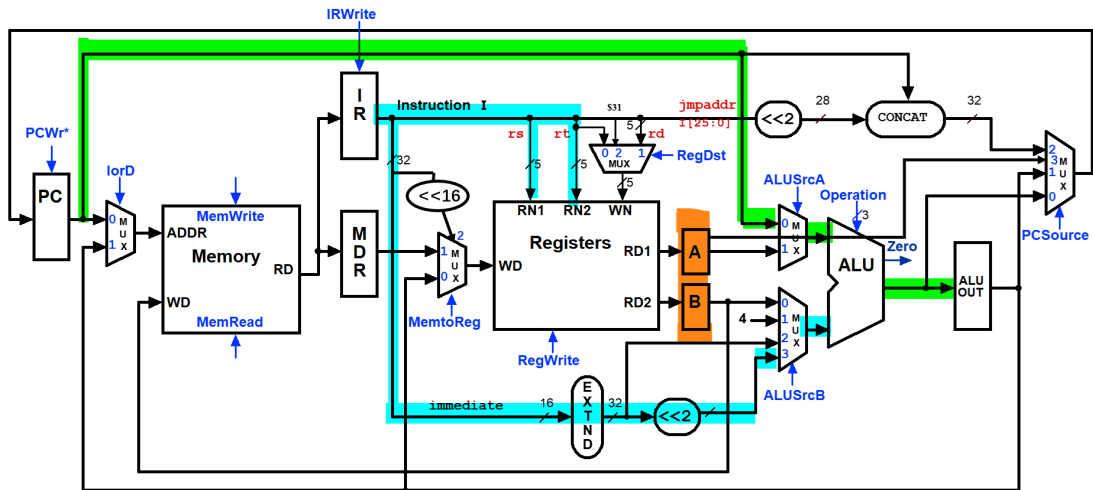 IRWrite
PCWr*
IorD
PC
0
M
U
X
1
MemWrite
ADDR
Memory
RD
WD
MemRead
I
R
M
D
R
Instruction I
32
<<16
2
1
M
U
X
0
MemtoReg
rs
rt
$31
5
rd
5
5
0 2 1
MUX
5
RegDst
RN1
RN2
WN
Registers
WD
RD1
RD2
RegWrite
jmpaddr
I[25:0]
<<2
28
CONCAT
32
A
B
4
ALUSrcA
0
M
U
X
1
0
1
M
U
X
2
3
ALUSrcB
Operation
3
ALU
Zero
ALU
OUT
2
3
M
U
X
1
0
PCSource
immediate
16
E
X
T
N
D
32
<<2